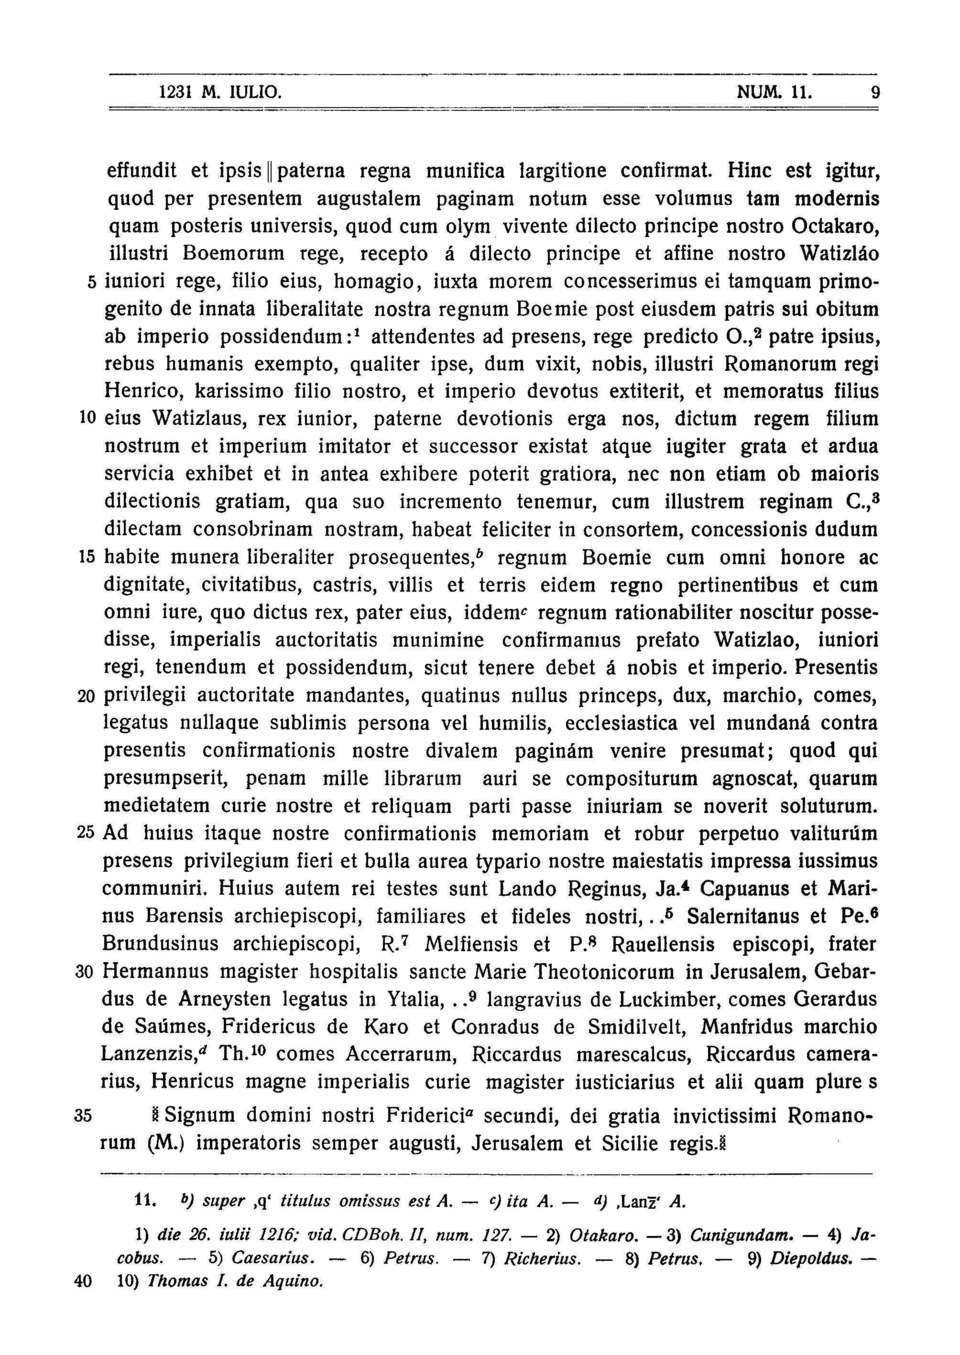 1231 M. IULIO. NUM. 11. 9
effundit et ipsis || paterna regna munifica largitione confirmat. Hinc est igitur,
quod per presentem augustalem paginam notum esse volumus tam modernis
quam posteris universis, quod cum olym vivente dilecto principe nostro Octakaro,
illustri Boemorum rege, recepto á dilecto principe et affine nostro Watizláo
5 iuniori rege, filio eius, homagio, iuxta morem concesserimus ei tamquam primo-
genito de innata liberalitate nostra regnum Boemie post eiusdem patris sui obitum
ab imperio possidendum:¹ attendentes ad presens, rege predicto O.,² patre ipsius,
rebus humanis exempto, qualiter ipse, dum vixit, nobis, illustri Romanorum regi
Henrico, karissimo filio nostro, et imperio devotus extiterit, et memoratus filius
10 eius Watizlaus, rex iunior, paterne devotionis erga nos, dictum regem filium
nostrum et imperium imitator et successor existat atque iugiter grata et ardua
servicia exhibet et in antea exhibere poterit gratiora, nec non etiam ob maioris
dilectionis gratiam, qua suo incremento tenemur, cum illustrem reginam C.,³
dilectam consobrinam nostram, habeat feliciter in consortem, concessionis dudum
15 habite munera liberaliter prosequentes,ᵇ regnum Boemie cum omni honore ac
dignitate, civitatibus, castris, villis et terris eidem regno pertinentibus et cum
omni iure, quo dictus rex, pater eius, iddemᶜ regnum rationabiliter noscitur posse-
disse, imperialis auctoritatis munimine confirmamus prefato Watizlao, iuniori
regi, tenendum et possidendum, sicut tenere debet á nobis et imperio. Presentis
20 privilegii auctoritate mandantes, quatinus nullus princeps, dux, marchio, comes,
legatus nullaque sublimis persona vel humilis, ecclesiastica vel mundaná contra
presentis confirmationis nostre divalem paginám venire presumat; quod qui
presumpserit, penam mille librarum auri se compositurum agnoscat, quarum
medietatem curie nostre et reliquam parti passe iniuriam se noverit soluturum.
25 Ad huius itaque nostre confirmationis memoriam et robur perpetuo valitúrúm
presens privilegium fieri et bulla aurea typario nostre maiestatis impressa iussimus
communiri. Huius autem rei testes sunt Lando Reginus, Ja.⁴ Capuanus et Mari-
nus Barensis archiepiscopi, familiares et fideles nostri, . .⁵ Salernitanus et Pe.⁶
Brundusinus archiepiscopi, R.⁷ Melfiensis et P.⁸ Rauellensis episcopi, frater
30 Hermannus magister hospitalis sancte Marie Theotonicorum in Jerusalem, Gebar-
dus de Arneysten legatus in Ytalia, . .⁹ langravius de Luckimber, comes Gerardus
de Saúmes, Fridericus de Karo et Conradus de Smidilvelt, Manfridus marchio
Lanzenzis,ᵈ Th.¹⁰ comes Accerrarum, Riccardus marescalcus, Riccardus camera-
rius, Henricus magne imperialis curie magister iusticiarius et alii quam plure s
35 Signum domini nostri Fridericiᵃ secundi, dei gratia invictissimi Romano-
rum (M.) imperatoris semper augusti, Jerusalem et Sicilie regis.
11. b) super ‚q‘ titulus omissus est A. — c) ita A. — d) ‚Lanz̄‘ A.
1) die 26. iulii 1216; vid. CDBoh. II, num. 127. — 2) Otakaro. — 3) Cunigundam. — 4) Ja-
cobus. — 5) Caesarius. — 6) Petrus. — 7) Richerius. — 8) Petrus. — 9) Diepoldus. —
40 10) Thomas I. de Aquino.